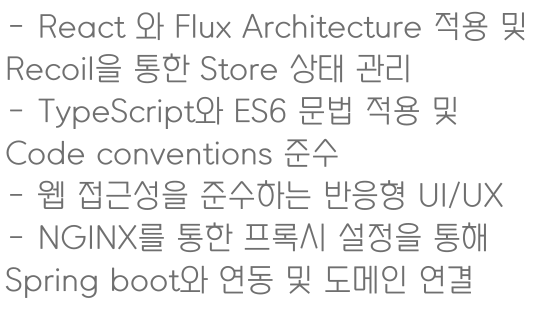 - React 와 Flux Architecture 적용 및
Recoil을 통한 Store 상태 관리
- TypeScript와 ES6 문법 적용 및
Code conventions 준수
- 웹 접근성을 준수하는 반응형 UI/UX
- NGINX를 통한 프록시 설정을 통해
Spring boot와 연동 및 도메인 연결